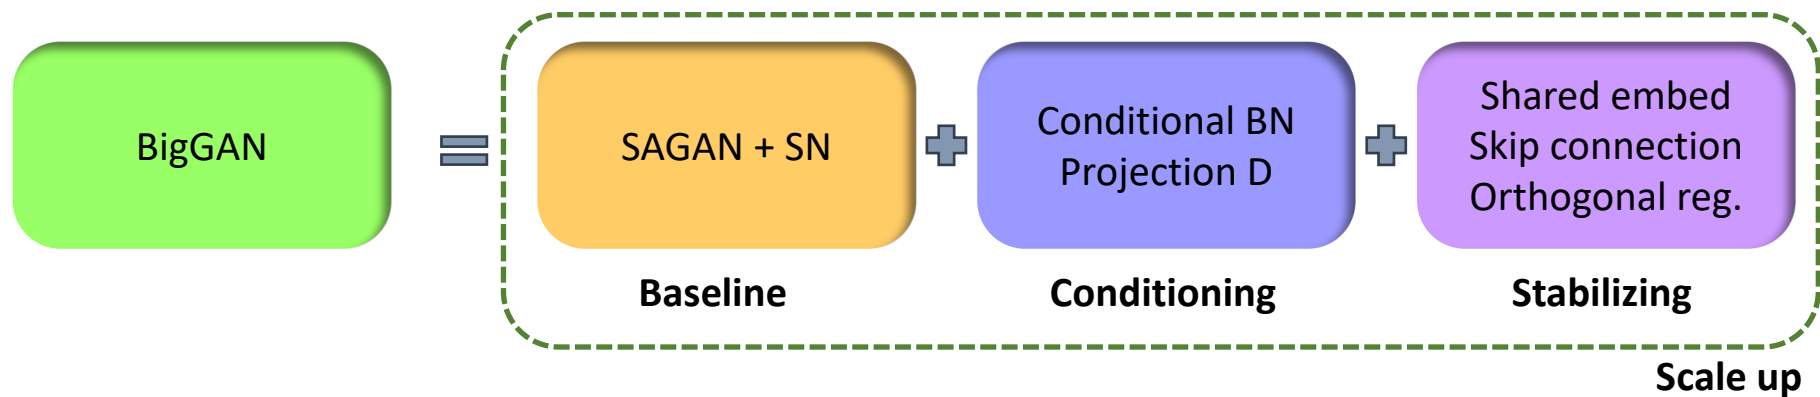 BigGAN
SAGAN + SN
Conditional BN
Projection D
Shared embed
Skip connection
Orthogonal reg.
Baseline
Conditioning
Stabilizing
Scale up